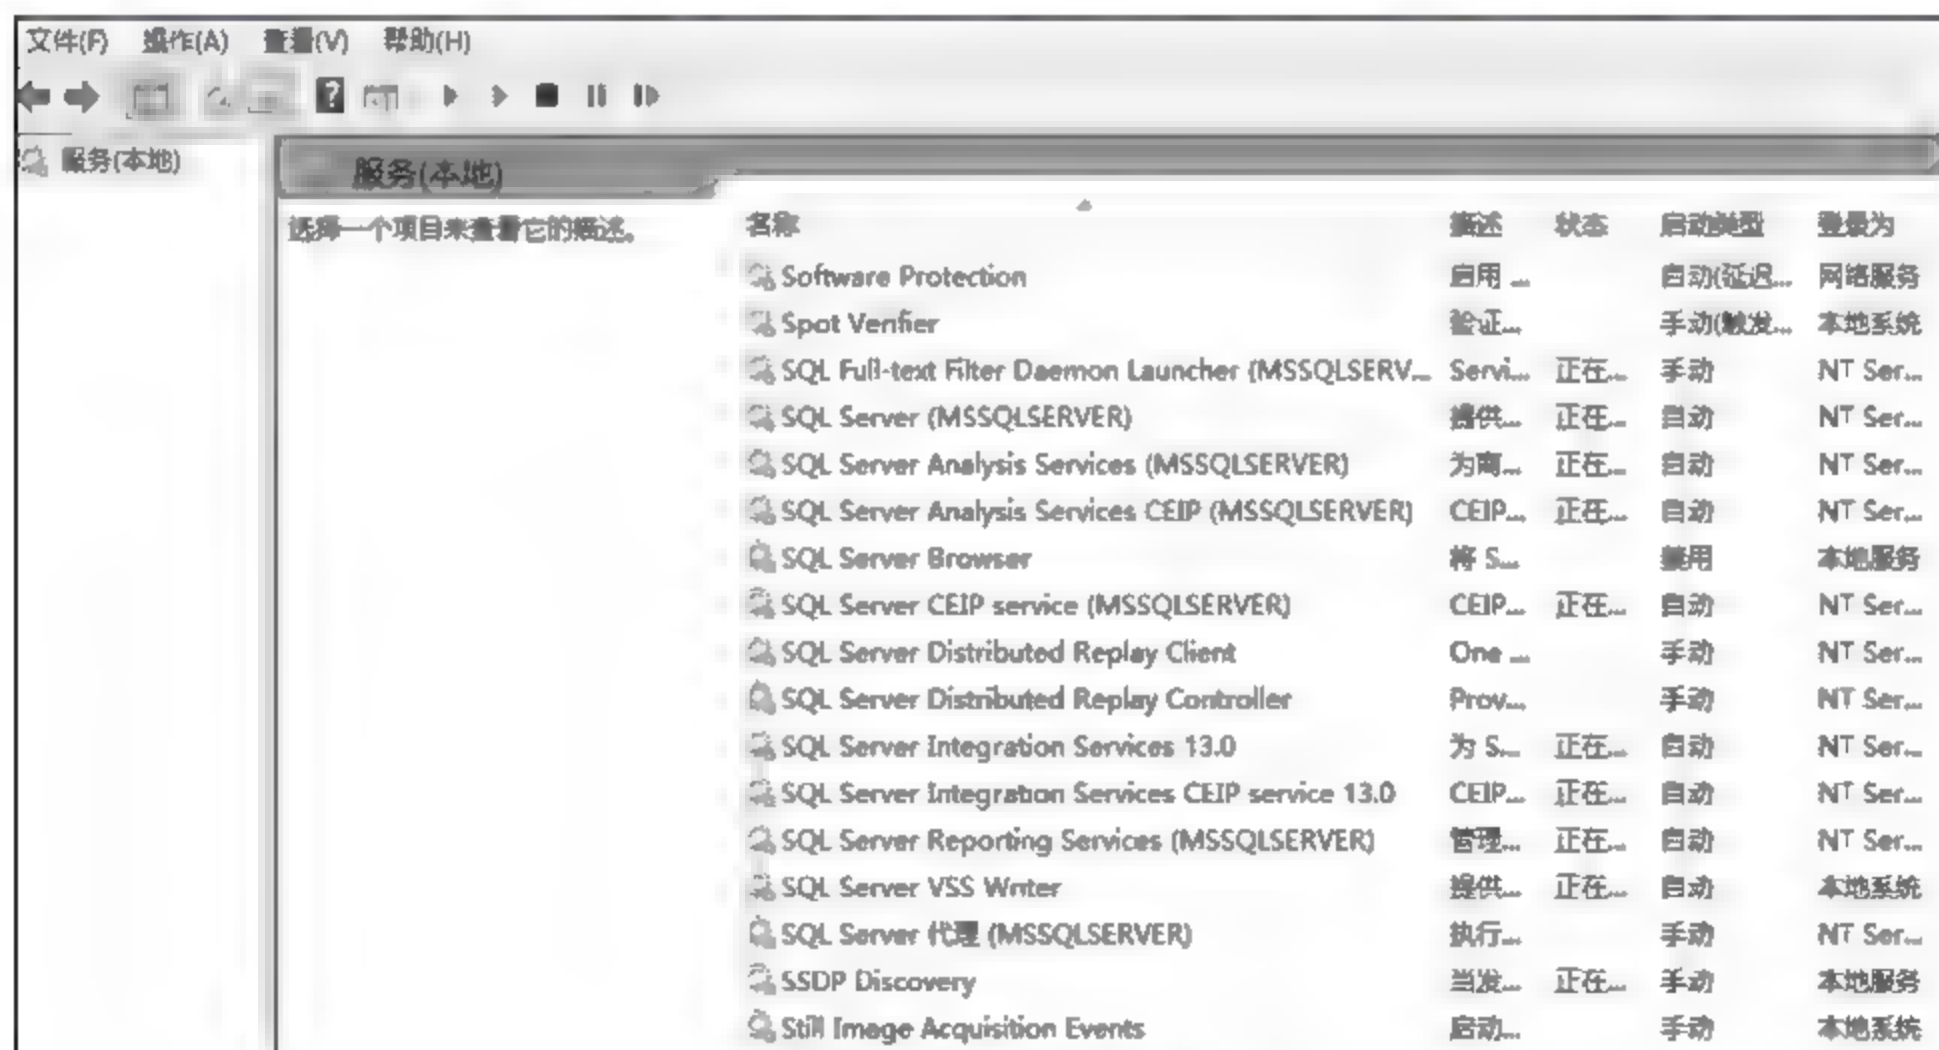 文件(F) 操作(A) 查看(V) 帮助(H)
服务(本地)
服务(本地)
选择一个项目来查看它的描述。
名称 描述 状态 启动类型 登录为
Software Protection 启用 ... 自动(延迟... 网络服务
Spot Verifier 验证... 手动(触发... 本地系统
SQL Full-text Filter Daemon Launcher (MSSQLSERV... Servi... 正在... 手动 NT Ser...
SQL Server (MSSQLSERVER) 提供... 正在... 自动 NT Ser...
SQL Server Analysis Services (MSSQLSERVER) 为商... 正在... 自动 NT Ser...
SQL Server Analysis Services CEIP (MSSQLSERVER) CEIP... 正在... 自动 NT Ser...
SQL Server Browser 将 S... 禁用 本地服务
SQL Server CEIP service (MSSQLSERVER) CEIP... 正在... 自动 NT Ser...
SQL Server Distributed Replay Client One ... 手动 NT Ser...
SQL Server Distributed Replay Controller Prov... 手动 NT Ser...
SQL Server Integration Services 13.0 为 S... 正在... 自动 NT Ser...
SQL Server Integration Services CEIP service 13.0 CEIP... 正在... 自动 NT Ser...
SQL Server Reporting Services (MSSQLSERVER) 管理... 正在... 自动 NT Ser...
SQL Server VSS Writer 提供... 正在... 自动 本地系统
SQL Server 代理 (MSSQLSERVER) 执行... 手动 NT Ser...
SSDP Discovery 当发... 正在... 手动 本地服务
Still Image Acquisition Events 启动... 手动 本地系统